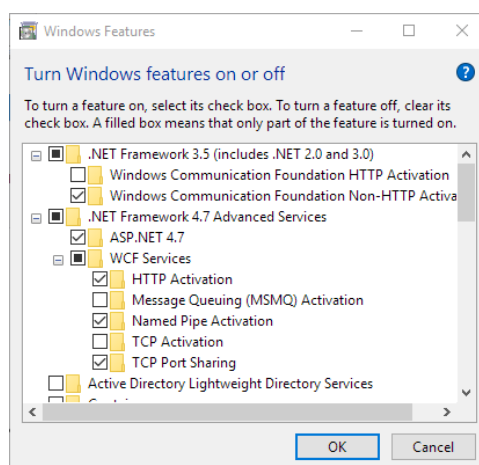 Windows Features
Turn Windows features on or off
To turn a feature on, select its check box. To turn a feature off, clear its
check box. A filled box means that only part of the feature is turned on.
.NET Framework 3.5 (includes .NET 2.0 and 3.0)
Windows Communication Foundation HTTP Activation
Windows Communication Foundation Non-HTTP Activa
.NET Framework 4.7 Advanced Services
ASP.NET 4.7
WCF Services
HTTP Activation
Message Queuing (MSMQ) Activation
Named Pipe Activation
TCP Activation
TCP Port Sharing
Active Directory Lightweight Directory Services
OK Cancel